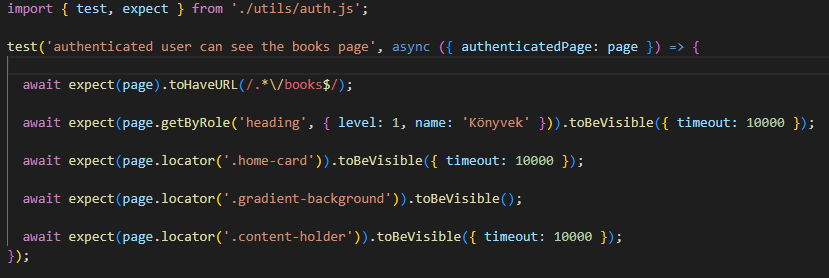 import { test, expect } from './utils/auth.js';
test('authenticated user can see the books page', async ({ authenticatedPage: page }) => {
await expect(page).toHaveURL(/.*\/books$/);
await expect(page.getByRole('heading', { level: 1, name: 'Könyvek' })).toBeVisible({ timeout: 10000 });
await expect(page.locator('.home-card')).toBeVisible({ timeout: 10000 });
await expect(page.locator('.gradient-background')).toBeVisible();
await expect(page.locator('.content-holder')).toBeVisible({ timeout: 10000 });
});